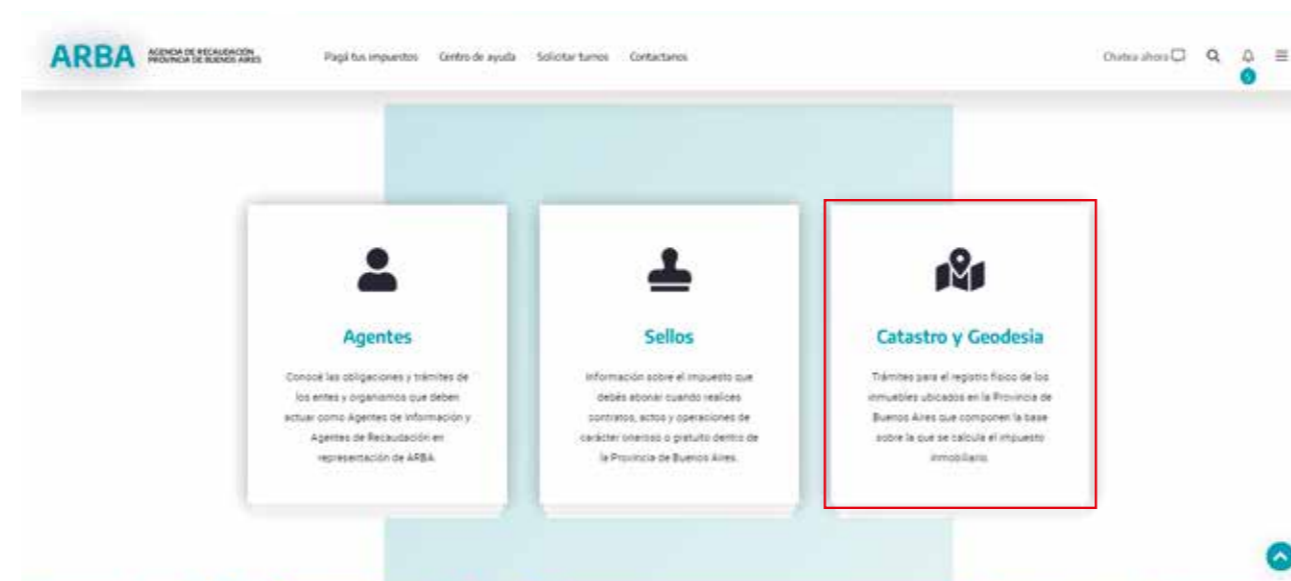 ARBA
AGENCIA DE RECAUDACIÓN
PROVINCIA DE BUENOS AIRES
Pagá tus impuestos
Centro de ayuda
Solicitar turnos
Contactanos
Chatea ahora
5
Agentes
Conocé las obligaciones y trámites de
los entes y organismos que deben
actuar como Agentes de Información y
Agentes de Recaudación en
representación de ARBA.
Sellos
Información sobre el impuesto que
debés abonar cuando realices
contratos, actos y operaciones de
carácter oneroso o gratuito dentro de
la Provincia de Buenos Aires.
Catastro y Geodesia
Trámites para el registro físico de los
inmuebles ubicados en la Provincia de
Buenos Aires que componen la base
sobre la que se calcula el impuesto
inmobiliario.